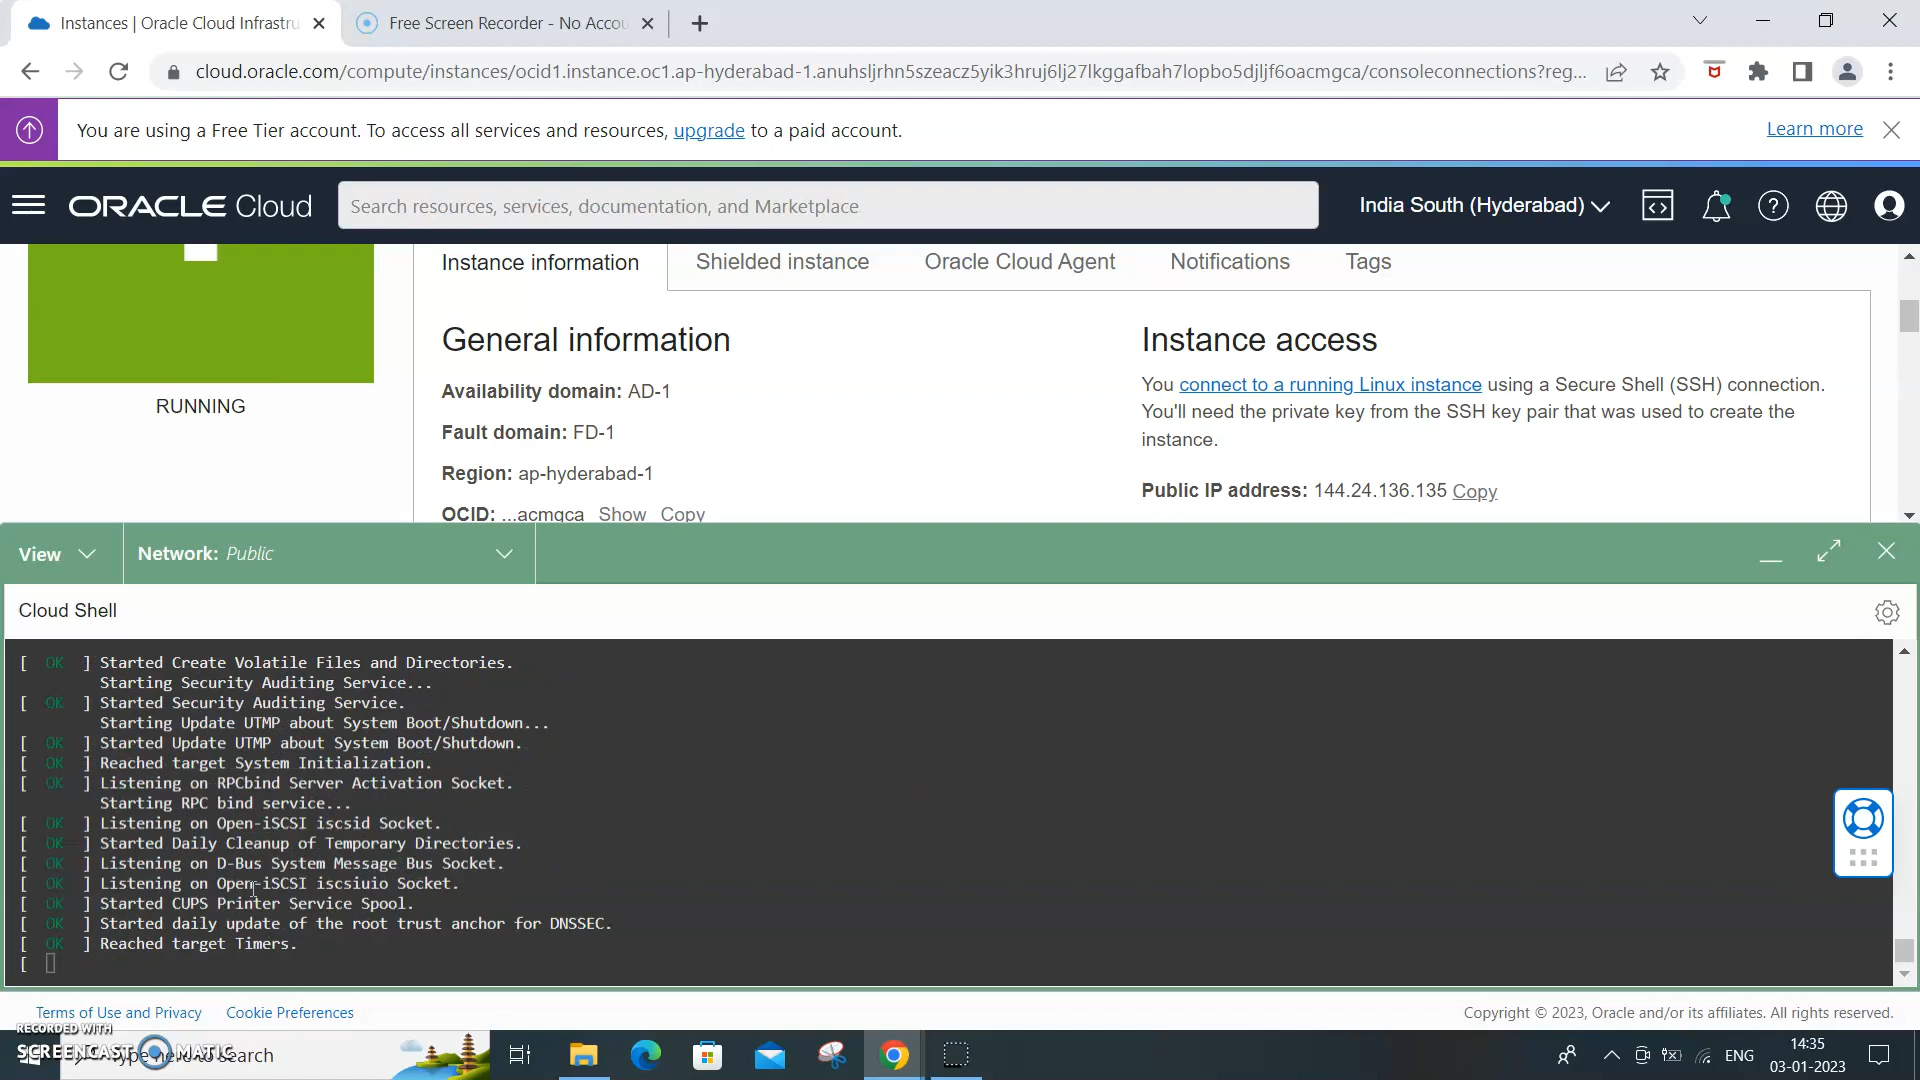 Instances | Oracle Cloud Infrastru
Free Screen Recorder - No Accou
cloud.oracle.com/compute/instances/ocid1.instance.oc1.ap-hyderabad-1.anuhsljrhn5szeacz5yik3hruj6lj27lkggafbah7lopbo5djljf6oacmgca/consoleconnections?reg...
You are using a Free Tier account. To access all services and resources, upgrade to a paid account.
Learn more
ORACLE Cloud
Search resources, services, documentation, and Marketplace
India South (Hyderabad)
Instance information
Shielded instance
Oracle Cloud Agent
Notifications
Tags
RUNNING
General information
Availability domain: AD-1
Fault domain: FD-1
Region: ap-hyderabad-1
OCID: ...acmgca Show Copy
Instance access
You connect to a running Linux instance using a Secure Shell (SSH) connection.
You'll need the private key from the SSH key pair that was used to create the
instance.
Public IP address: 144.24.136.135 Copy
View
Network: Public
Cloud Shell
[ OK ] Started Create Volatile Files and Directories.
Starting Security Auditing Service...
[ OK ] Started Security Auditing Service.
Starting Update UTMP about System Boot/Shutdown...
[ OK ] Started Update UTMP about System Boot/Shutdown.
[ OK ] Reached target System Initialization.
[ OK ] Listening on RPCbind Server Activation Socket.
Starting RPC bind service...
[ OK ] Listening on Open-iSCSI iscsid Socket.
[ OK ] Started Daily Cleanup of Temporary Directories.
[ OK ] Listening on D-Bus System Message Bus Socket.
[ OK ] Listening on Open-iSCSI iscsiuio Socket.
[ OK ] Started CUPS Printer Service Spool.
[ OK ] Started daily update of the root trust anchor for DNSSEC.
[ OK ] Reached target Timers.
[
Terms of Use and Privacy
Cookie Preferences
Copyright © 2023, Oracle and/or its affiliates. All rights reserved.
RECORDED WITH
SCREENCAST MATIC
Type here to search
ENG
14:35
03-01-2023